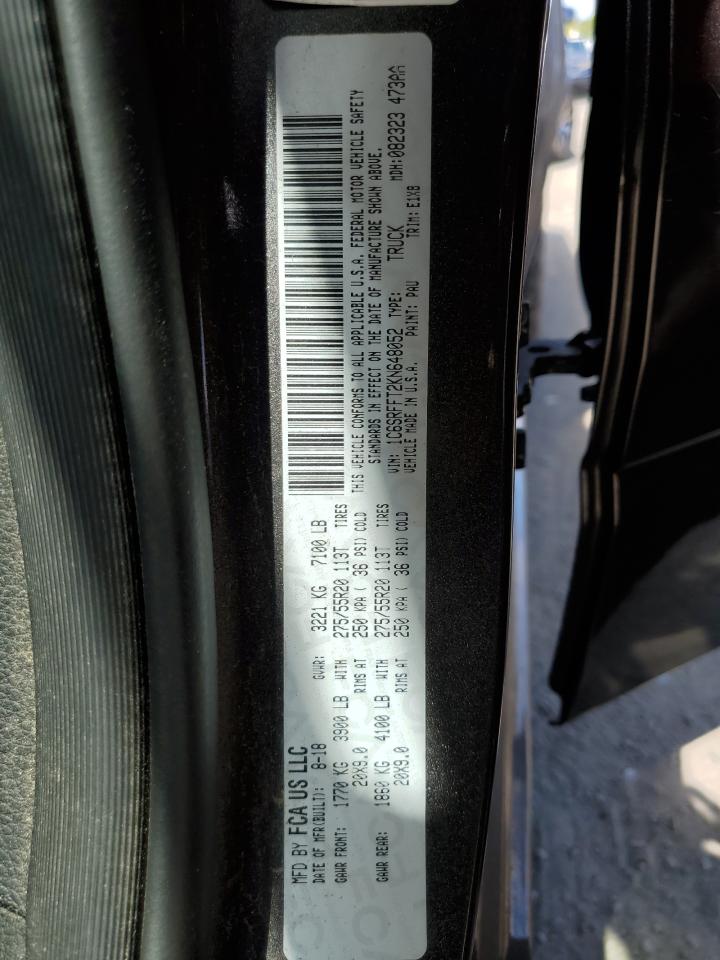 MFD BY FCA US LLC
DATE OF MFR(BUILT): 8-18 GVWR: 3221 KG 7100 LB
GAWR FRONT: 1770 KG 3900 LB WITH 275/55R20 113T TIRES
20X9.0 RIMS AT 250 KPA ( 36 PSI) COLD
GAWR REAR: 1860 KG 4100 LB WITH 275/55R20 113T TIRES
20X9.0 RIMS AT 250 KPA ( 36 PSI) COLD
THIS VEHICLE CONFORMS TO ALL APPLICABLE U.S.A. FEDERAL MOTOR VEHICLE SAFETY
STANDARDS IN EFFECT ON THE DATE OF MANUFACTURE SHOWN ABOVE.
VIN: 1C6SRFFT2KN648052 TYPE: TRUCK MDH:082323 473AA
VEHICLE MADE IN U.S.A. PAINT: PAU TRIM: E1XB